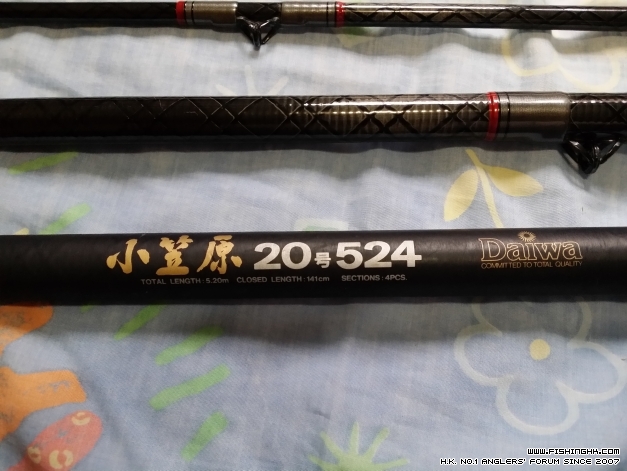 小笠原 20号 524
TOTAL LENGTH:5.20m CLOSED LENGTH:141cm SECTIONS:4PCS.
Daiwa
COMMITTED TO TOTAL QUALITY
WWW.FISHINGHK.COM
H.K. NO.1 ANGLERS' FORUM SINCE 2007